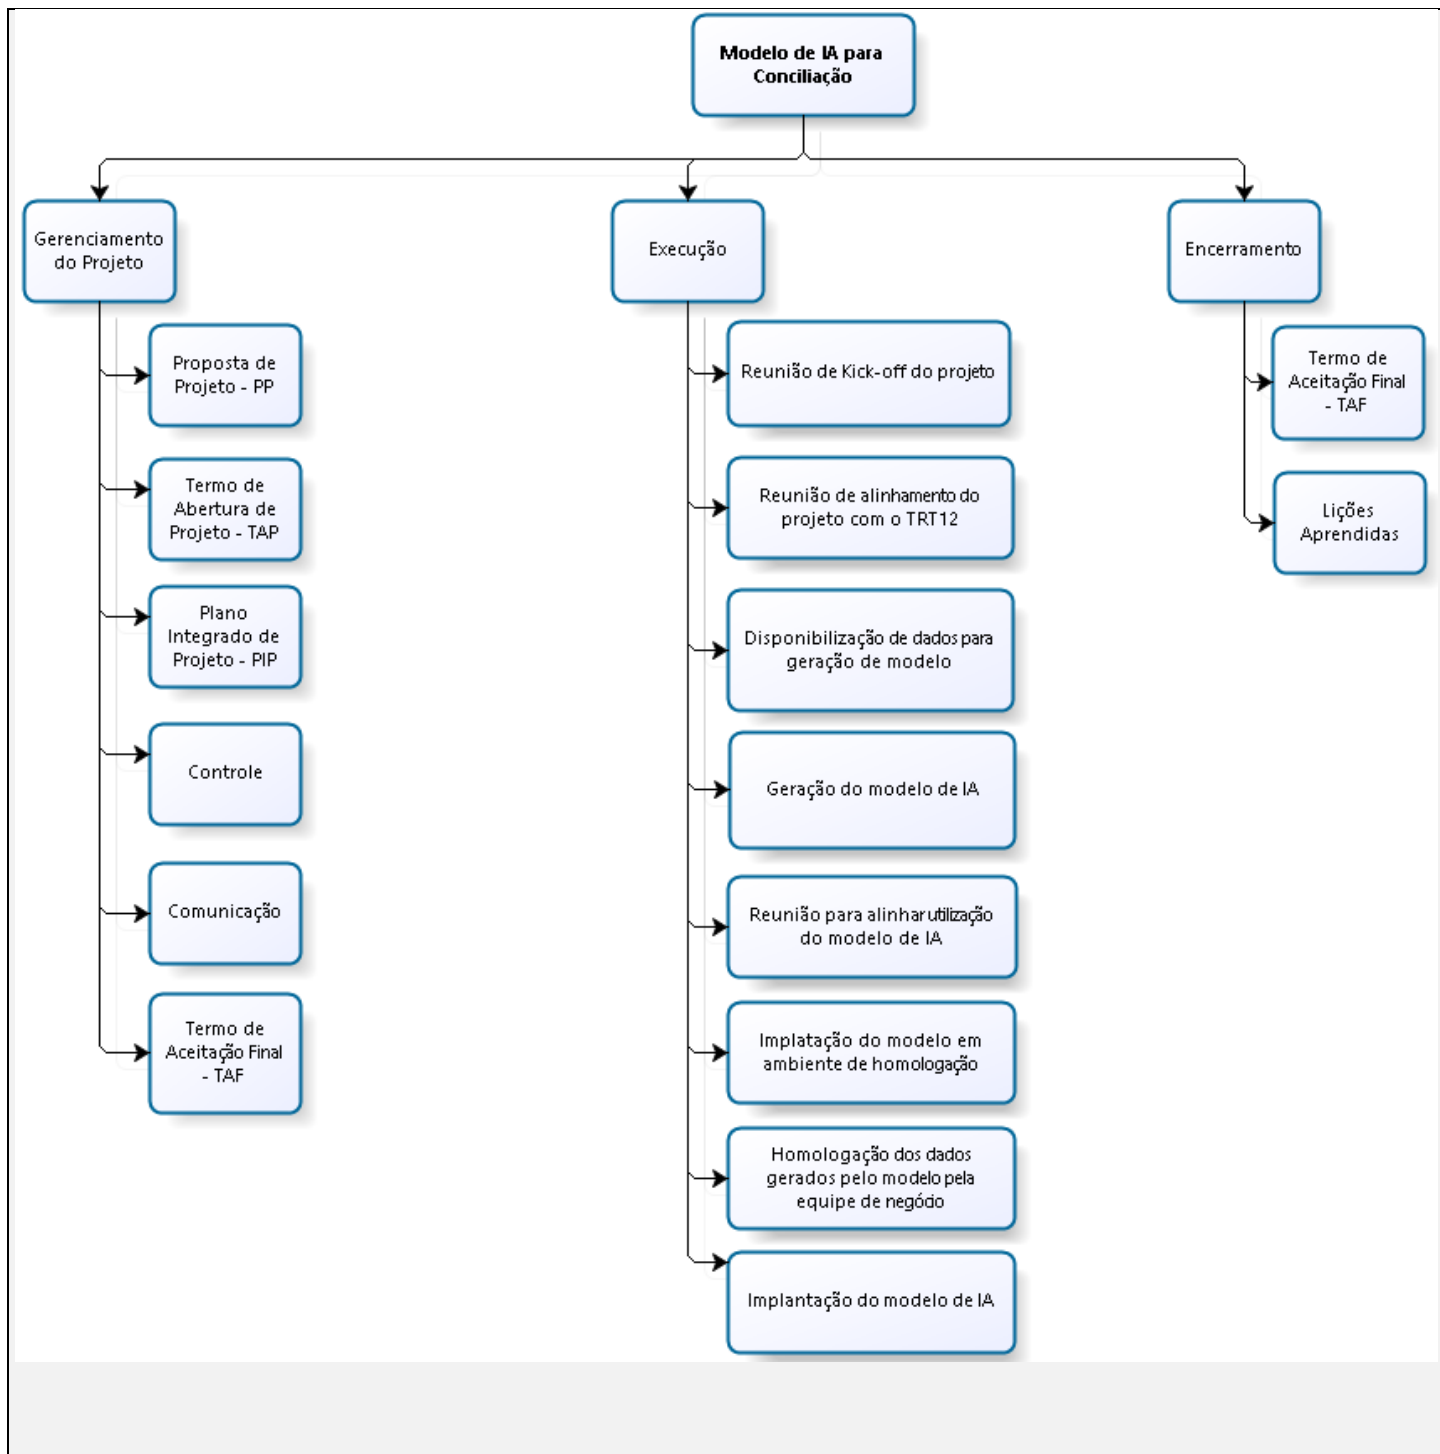 Modelo de IA para
Conciliação
Gerenciamento
do Projeto
Proposta de
Projeto - PP
Termo de
Abertura de
Projeto - TAP
Plano
Integrado de
Projeto - PIP
Controle
Comunicação
Termo de
Aceitação Final
- TAF
Execução
Reunião de Kick-off do projeto
Reunião de alinhamento do
projeto com o TRT12
Disponibilização de dados para
geração de modelo
Geração do modelo de IA
Reunião para alinhar utilização
do modelo de IA
Implatação do modelo em
ambiente de homologação
Homologação dos dados
gerados pelo modelo pela
equipe de negócio
Implantação do modelo de IA
Encerramento
Termo de
Aceitação Final
- TAF
Lições
Aprendidas